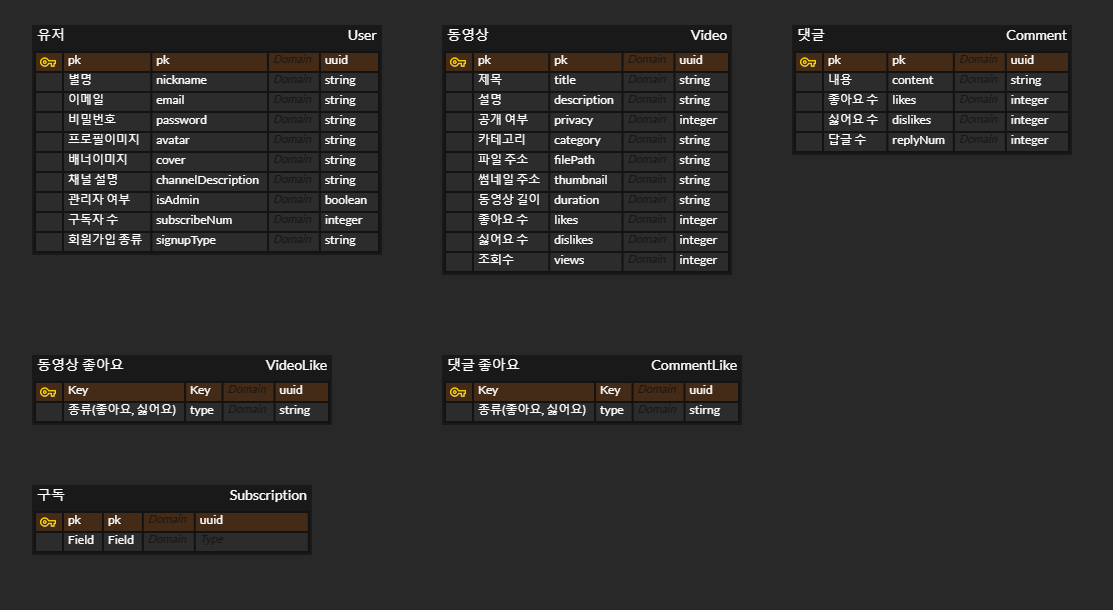 유저 User
pk pk Domain uuid
별명 nickname Domain string
이메일 email Domain string
비밀번호 password Domain string
프로필이미지 avatar Domain string
배너이미지 cover Domain string
채널 설명 channelDescription Domain string
관리자 여부 isAdmin Domain boolean
구독자 수 subscribeNum Domain integer
회원가입 종류 signupType Domain string
동영상 Video
pk pk Domain uuid
제목 title Domain string
설명 description Domain string
공개 여부 privacy Domain integer
카테고리 category Domain string
파일 주소 filePath Domain string
썸네일 주소 thumbnail Domain string
동영상 길이 duration Domain string
좋아요 수 likes Domain integer
싫어요 수 dislikes Domain integer
조회수 views Domain integer
댓글 Comment
pk pk Domain uuid
내용 content Domain string
좋아요 수 likes Domain integer
싫어요 수 dislikes Domain integer
답글 수 replyNum Domain integer
동영상 좋아요 VideoLike
Key Key Domain uuid
종류(좋아요, 싫어요) type Domain string
댓글 좋아요 CommentLike
Key Key Domain uuid
종류(좋아요, 싫어요) type Domain stirng
구독 Subscription
pk pk Domain uuid
Field Field Domain Type